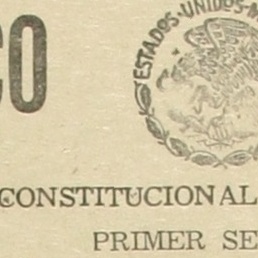 CO
ESTADOS UNIDOS M
CONSTITUCIONAL
PRIMER SE